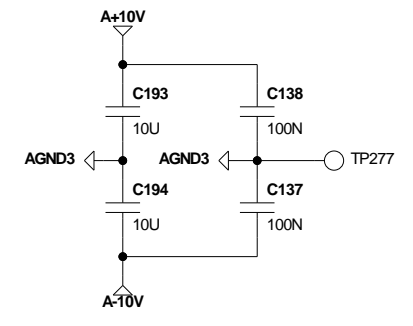 A+10V
C193 C138
10U 100N
AGND3 AGND3 TP277
C194 C137
10U 100N
A-10V